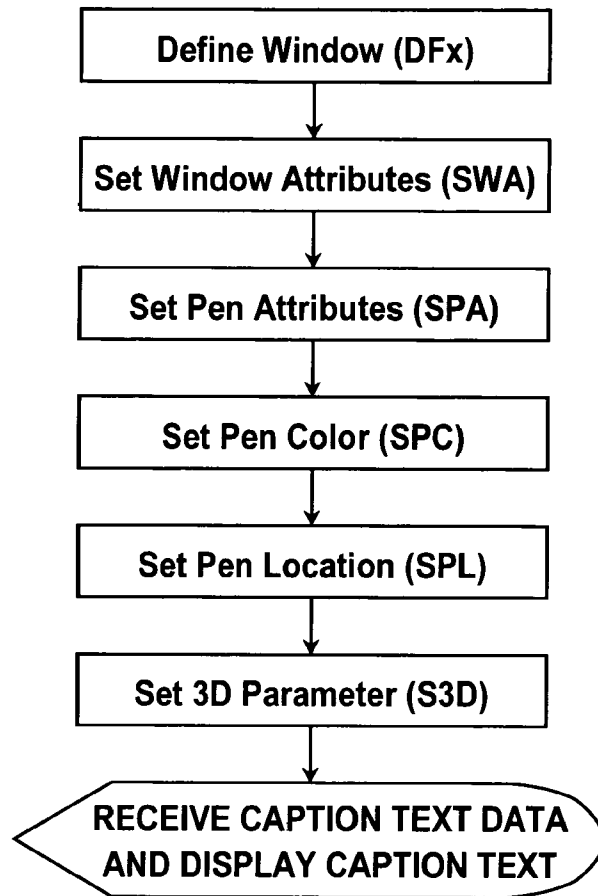 Define Window (DFx)
Set Window Attributes (SWA)
Set Pen Attributes (SPA)
Set Pen Color (SPC)
Set Pen Location (SPL)
Set 3D Parameter (S3D)
RECEIVE CAPTION TEXT DATA
AND DISPLAY CAPTION TEXT